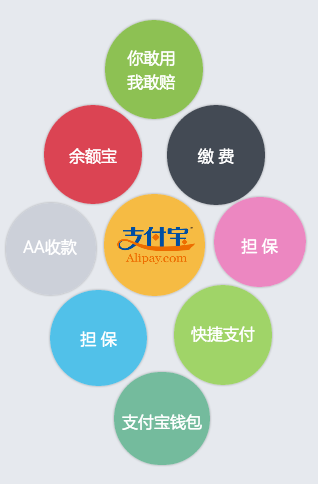 你敢用
我敢赔
余额宝
缴 费
AA收款
支付宝
Alipay.com
担 保
担 保
快捷支付
支付宝钱包